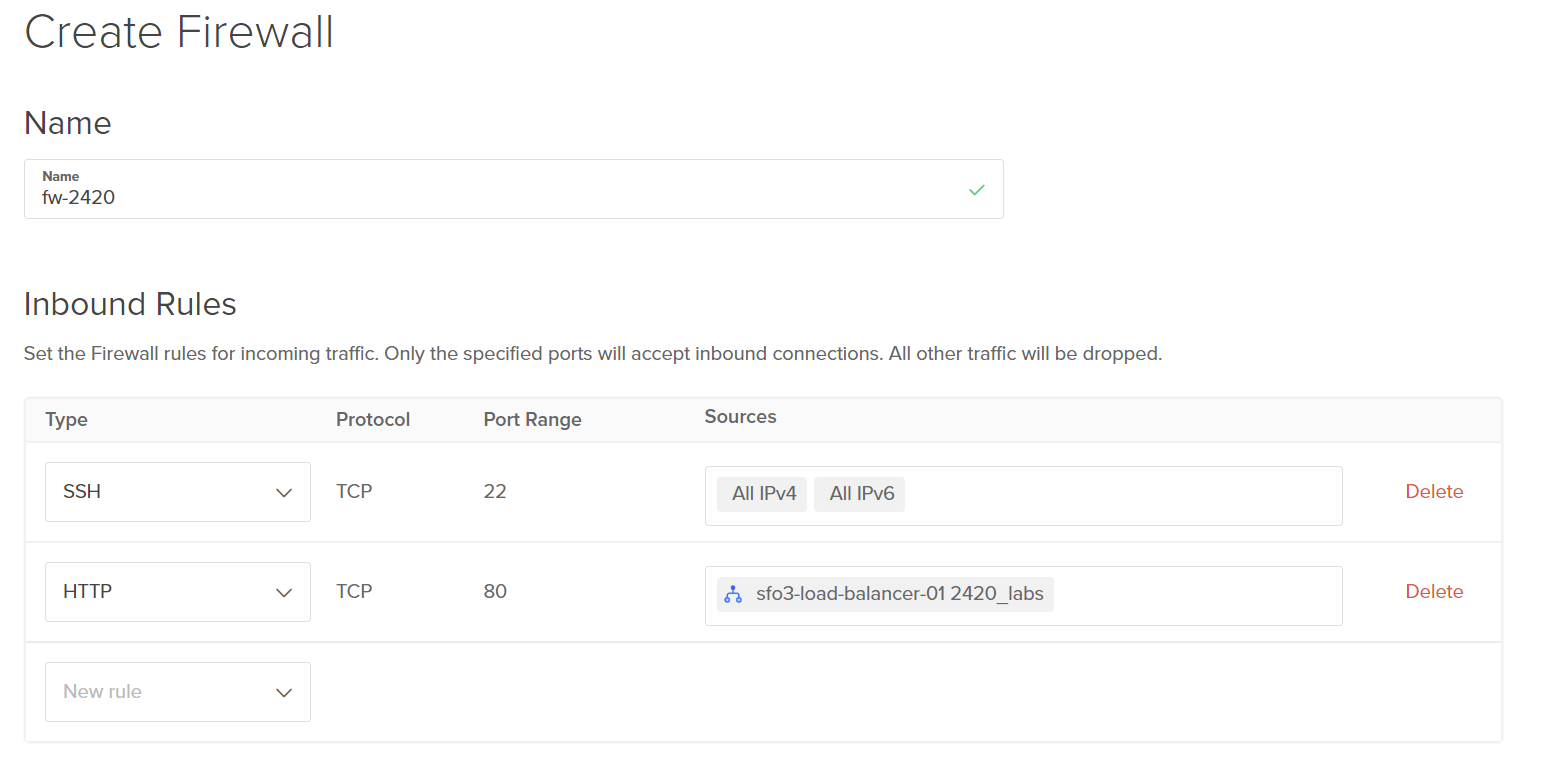 Create Firewall
Name
Name
fw-2420
Inbound Rules
Set the Firewall rules for incoming traffic. Only the specified ports will accept inbound connections. All other traffic will be dropped.
Type Protocol Port Range Sources
SSH TCP 22 All IPv4 All IPv6 Delete
HTTP TCP 80 sfo3-load-balancer-01 2420_labs Delete
New rule